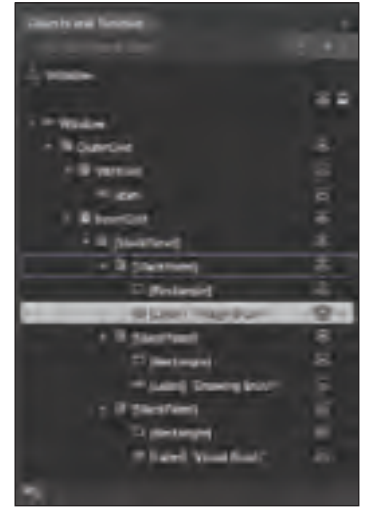 Objects and Timeline
Window
Window
OuterGrid
label
InnerGrid
[StackPanel]
[StackPanel]
[Rectangle]
[Label] "Image Brush"
[StackPanel]
[Rectangle]
[Label] "Drawing Brush"
[StackPanel]
[Rectangle]
[Label] "Visual Brush"